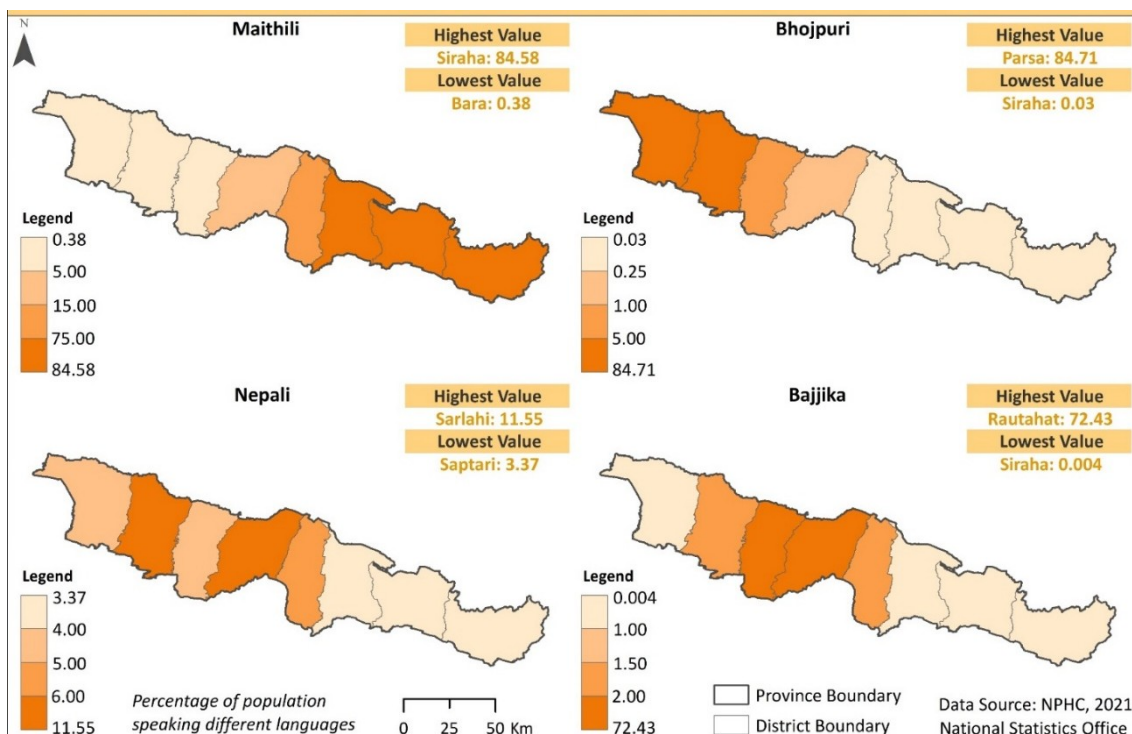 N
Maithili
Highest Value
Siraha: 84.58
Lowest Value
Bara: 0.38
Legend
0.38
5.00
15.00
75.00
84.58
Bhojpuri
Highest Value
Parsa: 84.71
Lowest Value
Siraha: 0.03
Legend
0.03
0.25
1.00
5.00
84.71
Nepali
Highest Value
Sarlahi: 11.55
Lowest Value
Saptari: 3.37
Legend
3.37
4.00
5.00
6.00
11.55
Percentage of population
speaking different languages
0 25 50 Km
Bajjika
Highest Value
Rautahat: 72.43
Lowest Value
Siraha: 0.004
Legend
0.004
1.00
1.50
2.00
72.43
Province Boundary
District Boundary
Data Source: NPHC, 2021
National Statistics Office